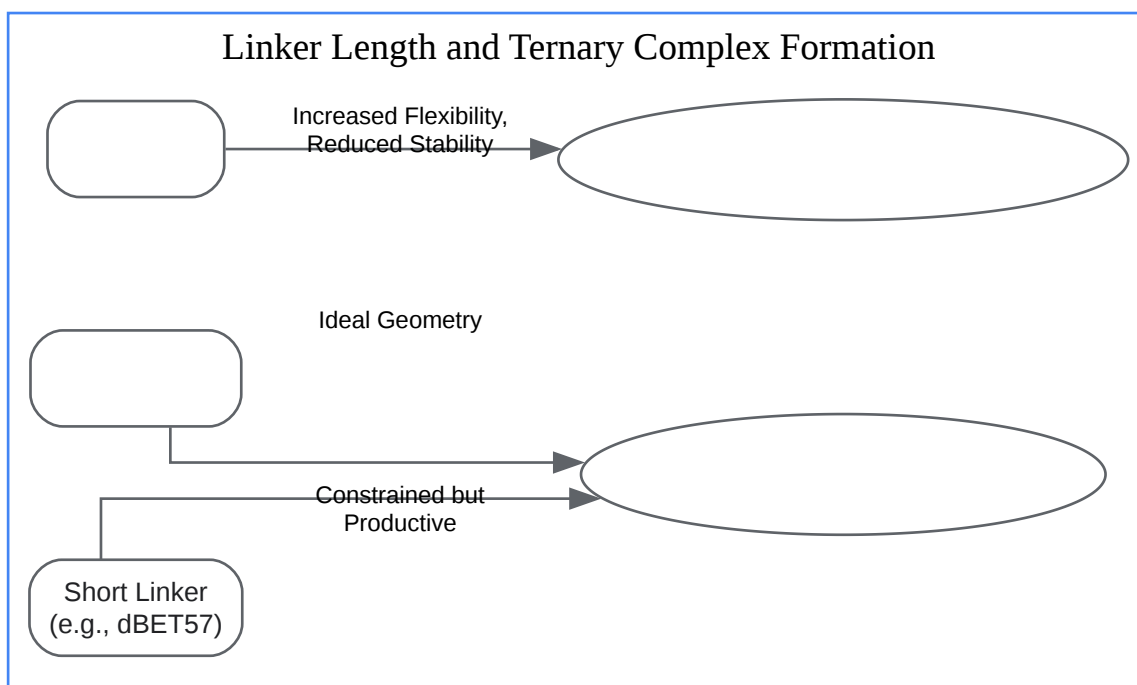 Linker Length and Ternary Complex Formation
Increased Flexibility,
Reduced Stability
Ideal Geometry
Constrained but
Productive
Short Linker
(e.g., dBET57)